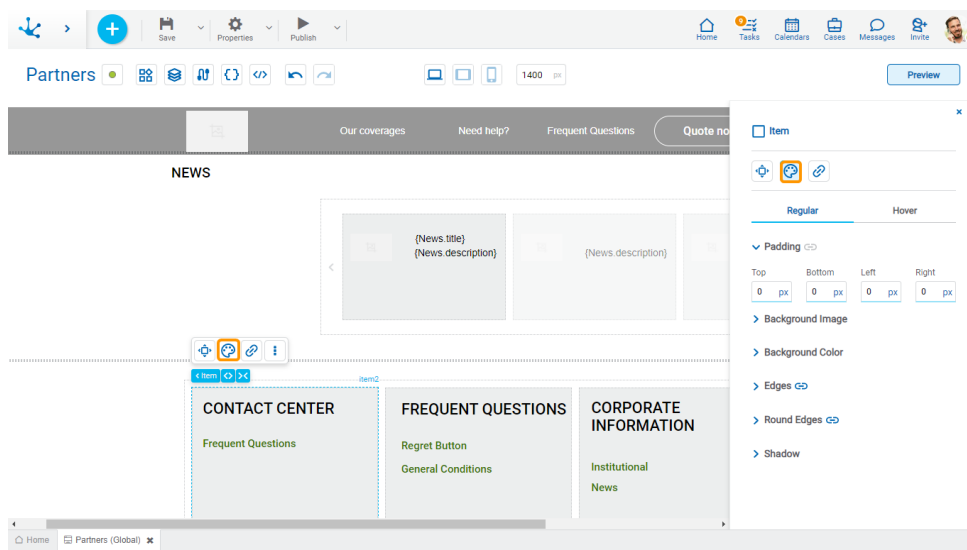 Save
Properties
Publish
Home
9
Tasks
Calendars
Cases
Messages
Invite
Partners
1400 px
Preview
Our coverages
Need help?
Frequent Questions
Quote no
NEWS
{News.title}
{News.description}
{News.description}
< Item
item2
CONTACT CENTER
Frequent Questions
FREQUENT QUESTIONS
Regret Button
General Conditions
CORPORATE
INFORMATION
Institutional
News
Item
Regular
Hover
Padding
Top
Bottom
Left
Right
0 px
0 px
0 px
0 px
Background Image
Background Color
Edges
Round Edges
Shadow
Home
Partners (Global)